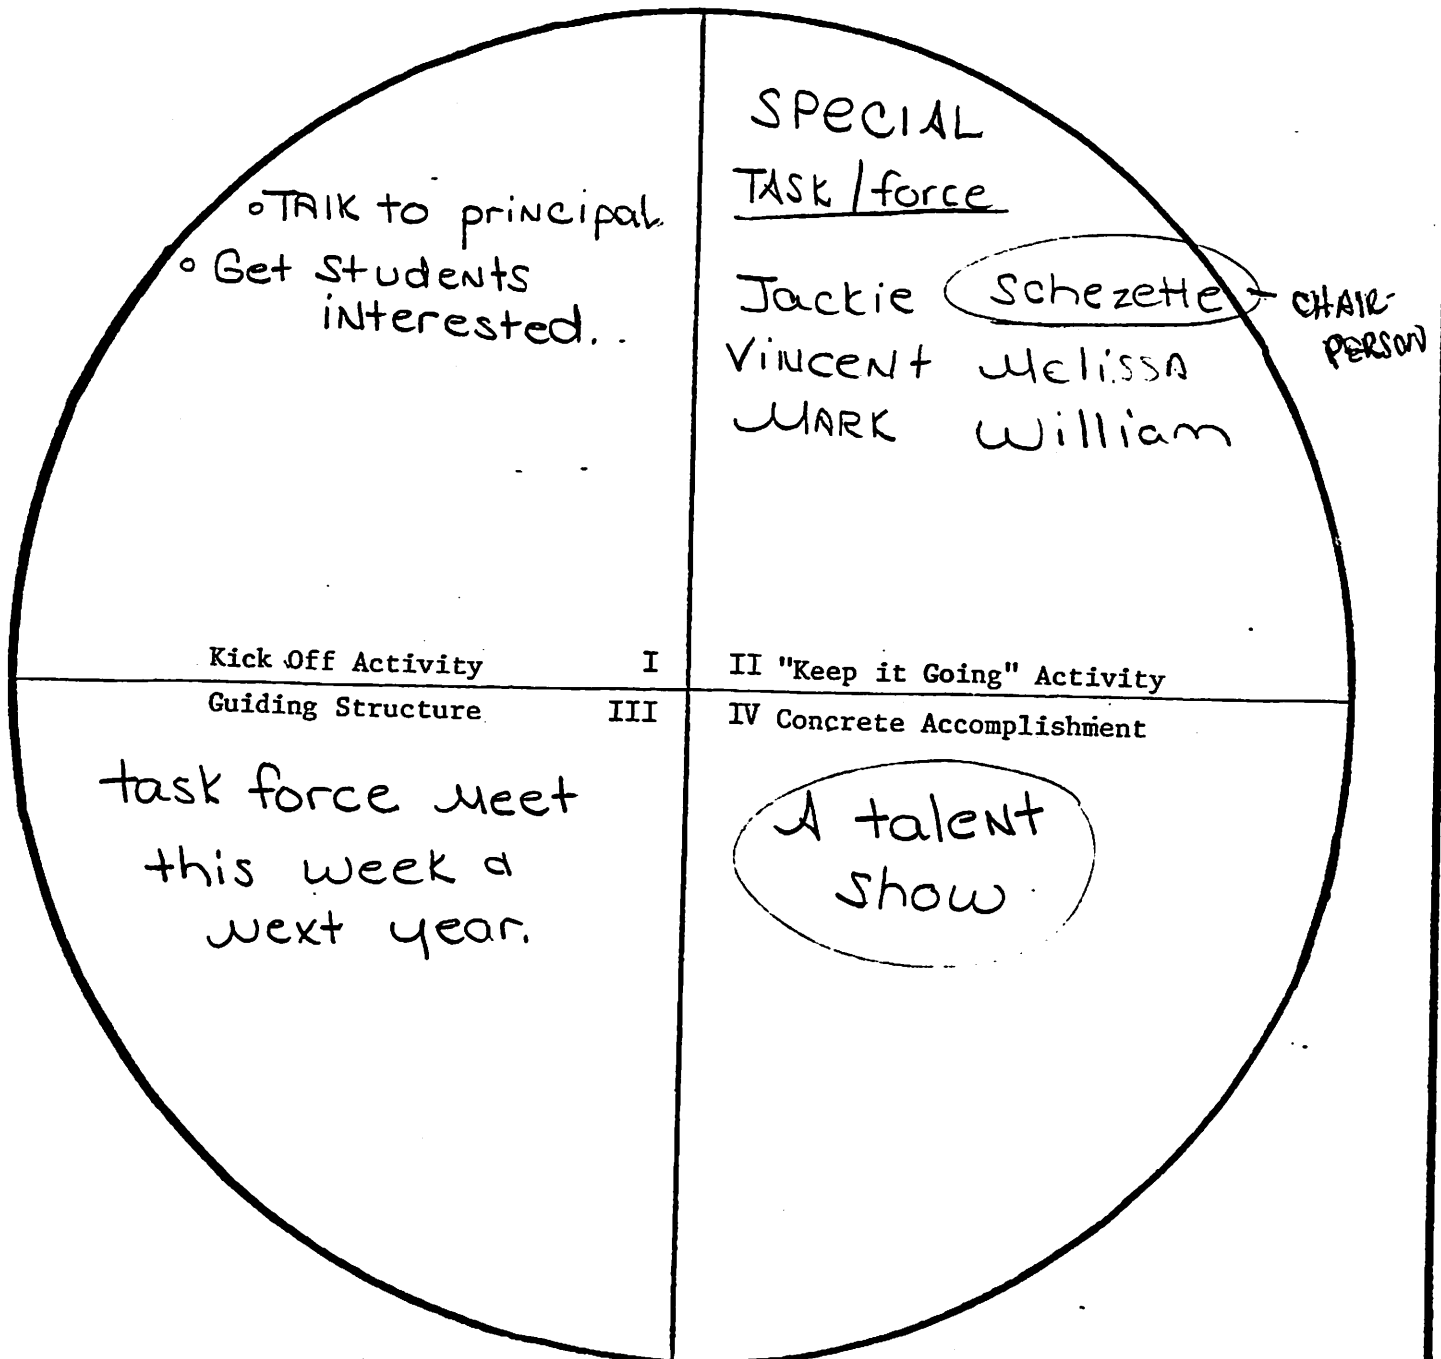 ∘ TAlK to principal.
∘ Get Students
interested..
Kick Off Activity I
SPeCIAL
TASK / force
Jackie Schezette - CHAIR-
PERSON
VINCENt MelissA
MARK William
II "Keep it Going" Activity
Guiding Structure III
task force Meet
this week &
Next year.
IV Concrete Accomplishment
A taleNt
Show